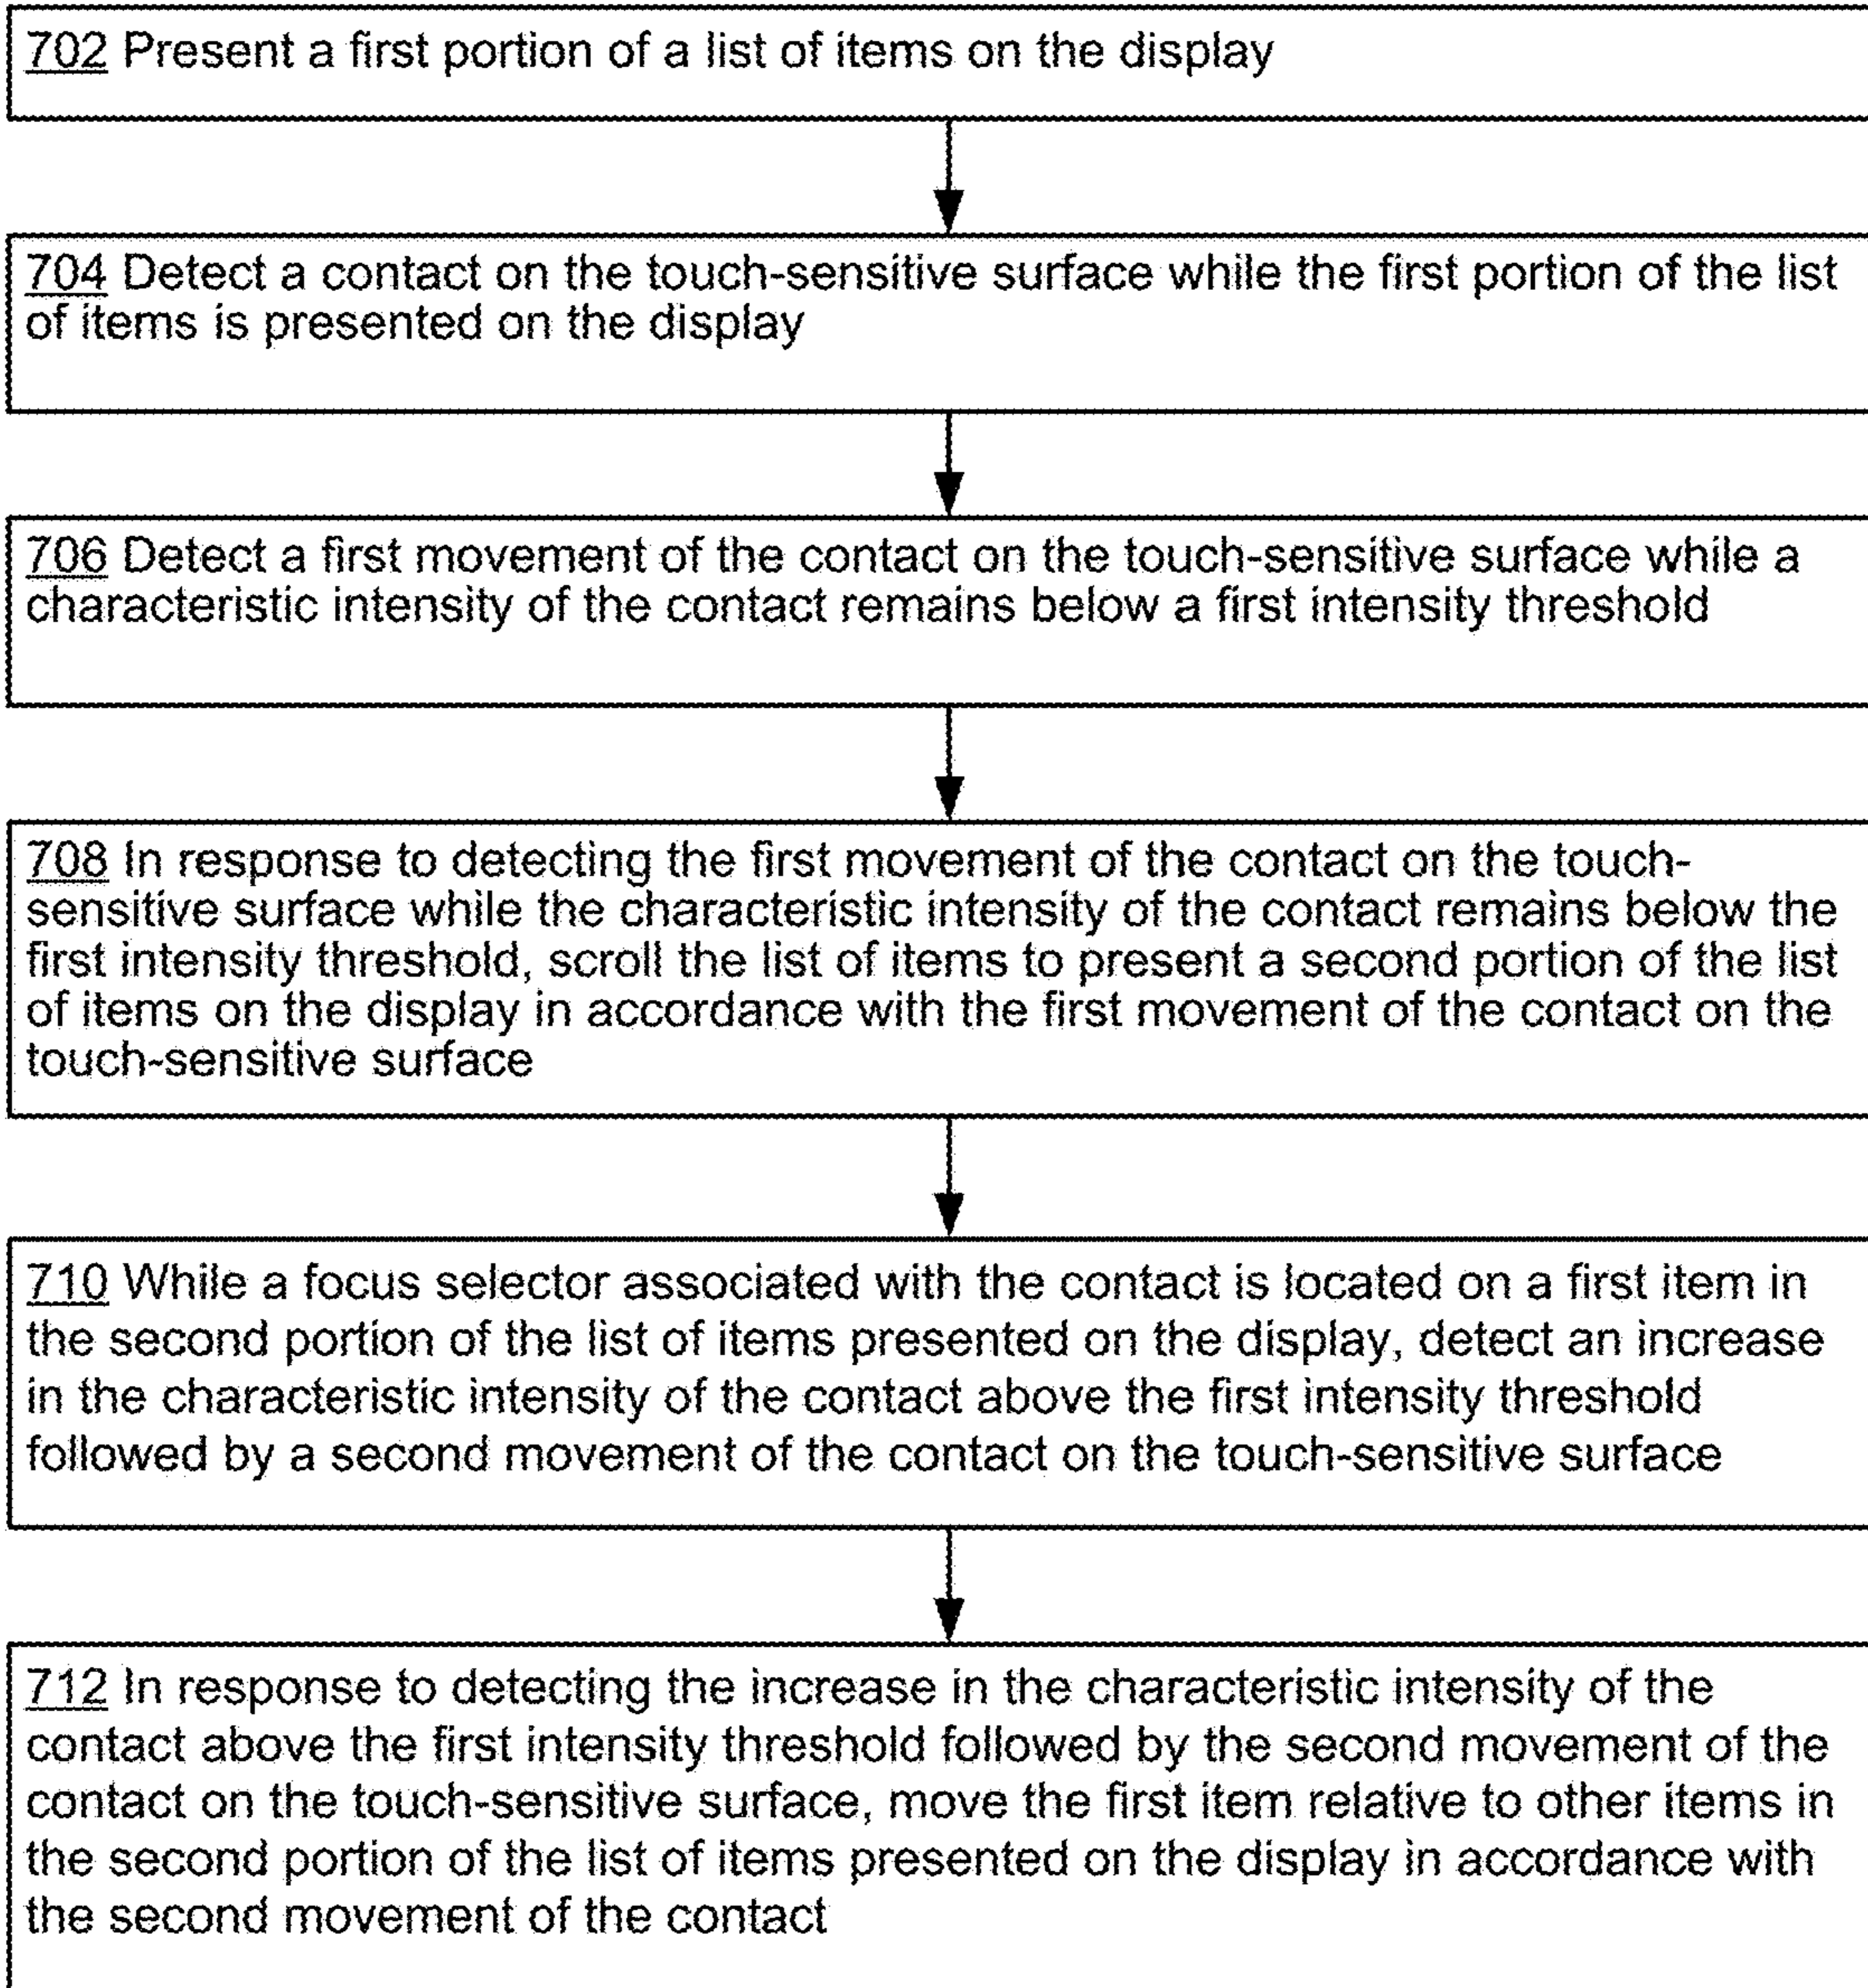 702 Present a first portion of a list of items on the display
704 Detect a contact on the touch-sensitive surface while the first portion of the list
of items is presented on the display
706 Detect a first movement of the contact on the touch-sensitive surface while a
characteristic intensity of the contact remains below a first intensity threshold
708 In response to detecting the first movement of the contact on the touch-
sensitive surface while the characteristic intensity of the contact remains below the
first intensity threshold, scroll the list of items to present a second portion of the list
of items on the display in accordance with the first movement of the contact on the
touch-sensitive surface
710 While a focus selector associated with the contact is located on a first item in
the second portion of the list of items presented on the display, detect an increase
in the characteristic intensity of the contact above the first intensity threshold
followed by a second movement of the contact on the touch-sensitive surface
712 In response to detecting the increase in the characteristic intensity of the
contact above the first intensity threshold followed by the second movement of the
contact on the touch-sensitive surface, move the first item relative to other items in
the second portion of the list of items presented on the display in accordance with
the second movement of the contact